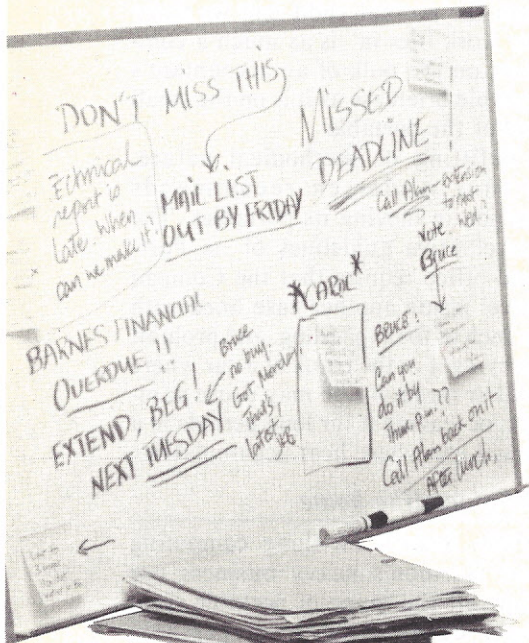 DON'T MISS THIS
Technical
report is
late. When
can we make it?
MAIL LIST
OUT BY FRIDAY
MISSED
DEADLINE!
Call Alan - extension
to next
week?
Vote.
Bruce
BARNES FINANCIAL
OVERDUE!!
EXTEND, BEG!
NEXT TUESDAY
Bruce
no buy.
Got Monday.
That's
latest,
*CAROL*
BRUCE:
Can you
do it by
Thur. p.m.??
Call Alan back on it
AFTER lunch,